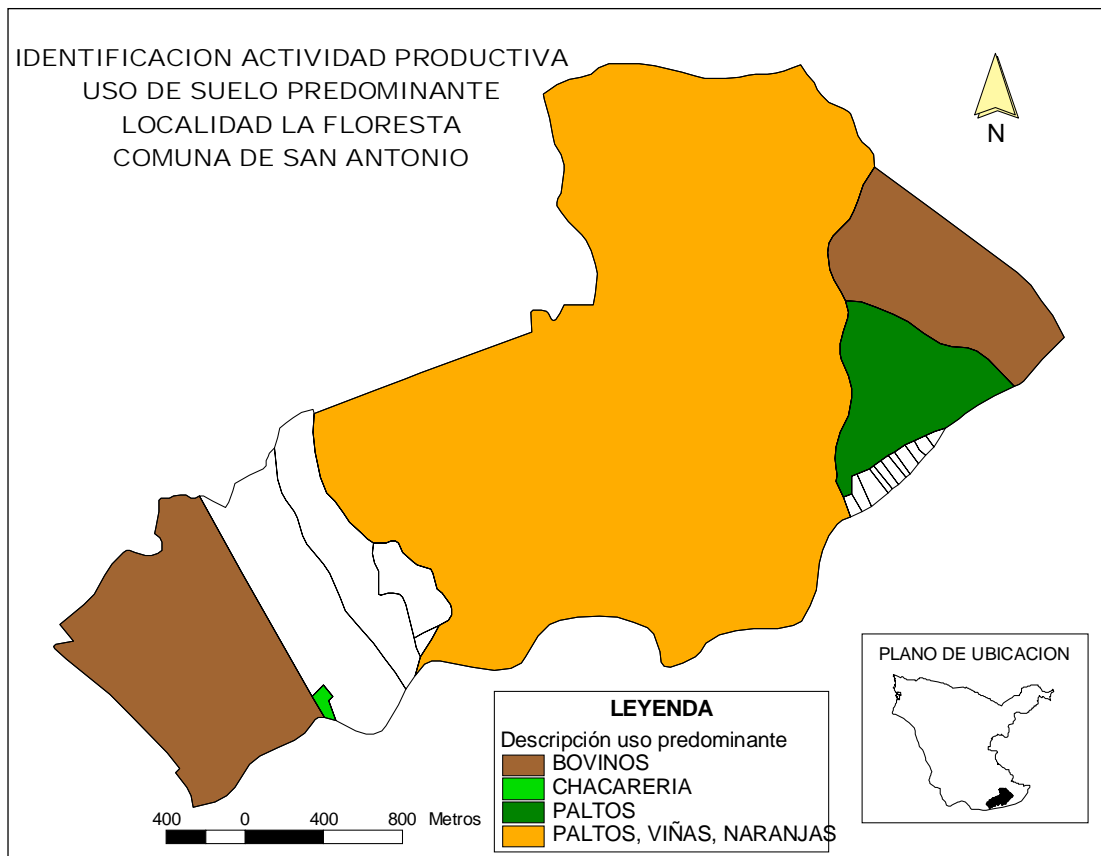 IDENTIFICACION ACTIVIDAD PRODUCTIVA
USO DE SUELO PREDOMINANTE
LOCALIDAD LA FLORESTA
COMUNA DE SAN ANTONIO
N
PLANO DE UBICACION
LEYENDA
Descripción uso predominante
BOVINOS
CHACARERIA
PALTOS
PALTOS, VIÑAS, NARANJAS
400 0 400 800 Metros